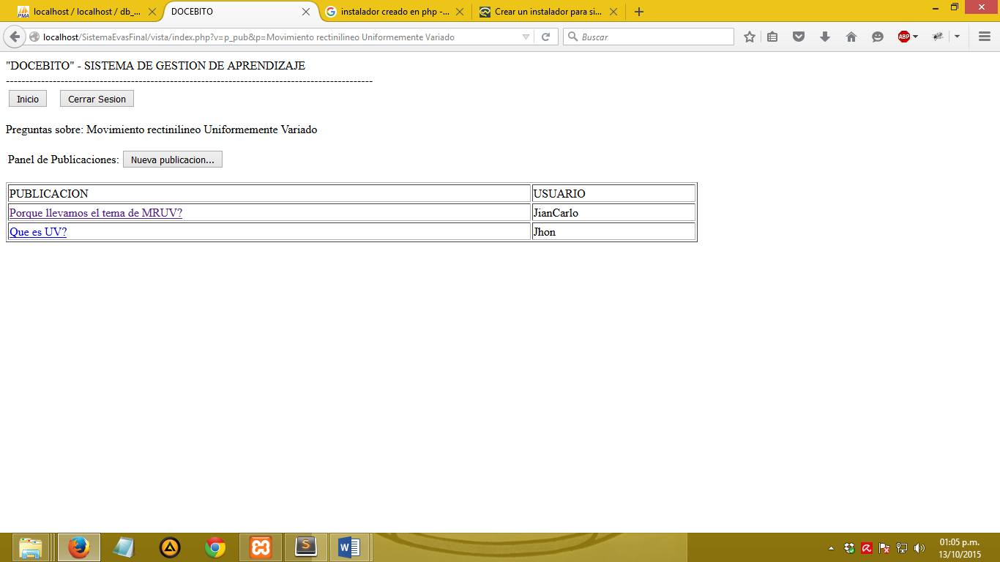 localhost / localhost / db_...
DOCEBITO
instalador creado en php -...
Crear un instalador para si...
localhost/SistemaEvasFinal/vista/index.php?v=p_pub&p=Movimiento rectinilineo Uniformemente Variado
Buscar
ABP
"DOCEBITO" - SISTEMA DE GESTION DE APRENDIZAJE
----------------------------------------------------------------------------------------------------
Inicio Cerrar Sesion
Preguntas sobre: Movimiento rectinilineo Uniformemente Variado
Panel de Publicaciones: Nueva publicacion...
PUBLICACION USUARIO
Porque llevamos el tema de MRUV? JianCarlo
Que es UV? Jhon
01:05 p.m.
13/10/2015